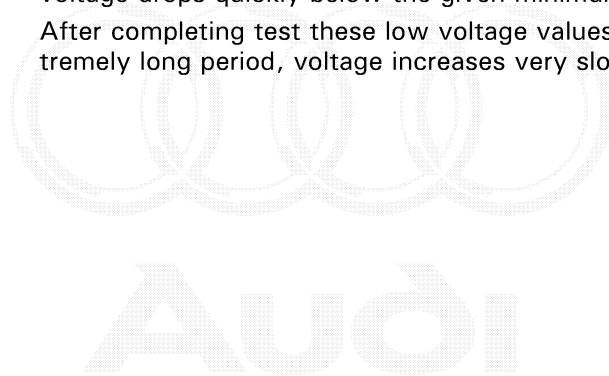 After completing test these low voltage values
tremely long period, voltage increases very slo
Audi